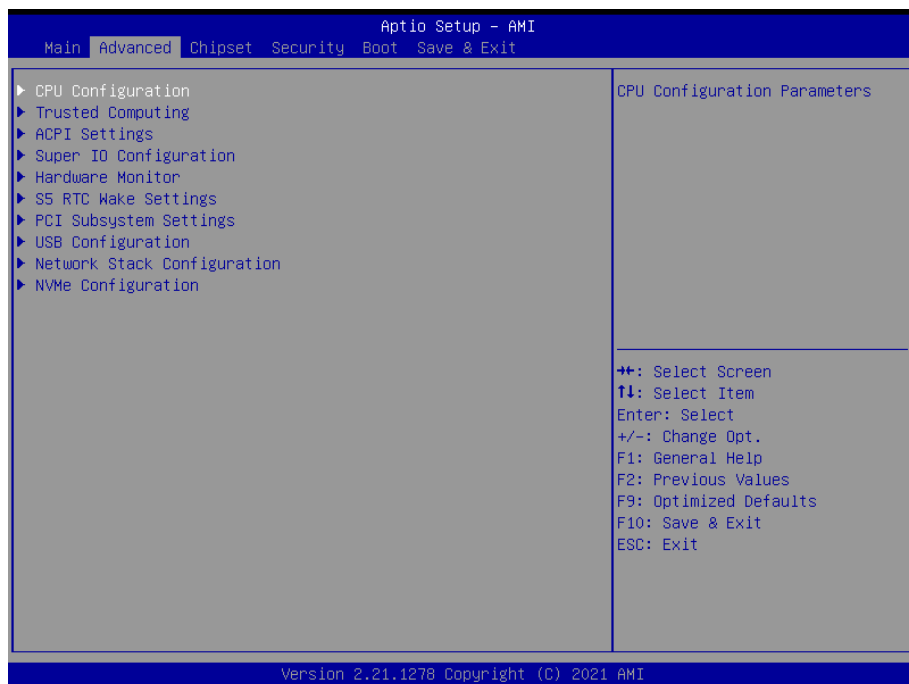 Aptio Setup – AMI
Main Advanced Chipset Security Boot Save & Exit
▶ CPU Configuration
▶ Trusted Computing
▶ ACPI Settings
▶ Super IO Configuration
▶ Hardware Monitor
▶ S5 RTC Wake Settings
▶ PCI Subsystem Settings
▶ USB Configuration
▶ Network Stack Configuration
▶ NVMe Configuration
CPU Configuration Parameters
→←: Select Screen
↑↓: Select Item
Enter: Select
+/-: Change Opt.
F1: General Help
F2: Previous Values
F9: Optimized Defaults
F10: Save & Exit
ESC: Exit
Version 2.21.1278 Copyright (C) 2021 AMI